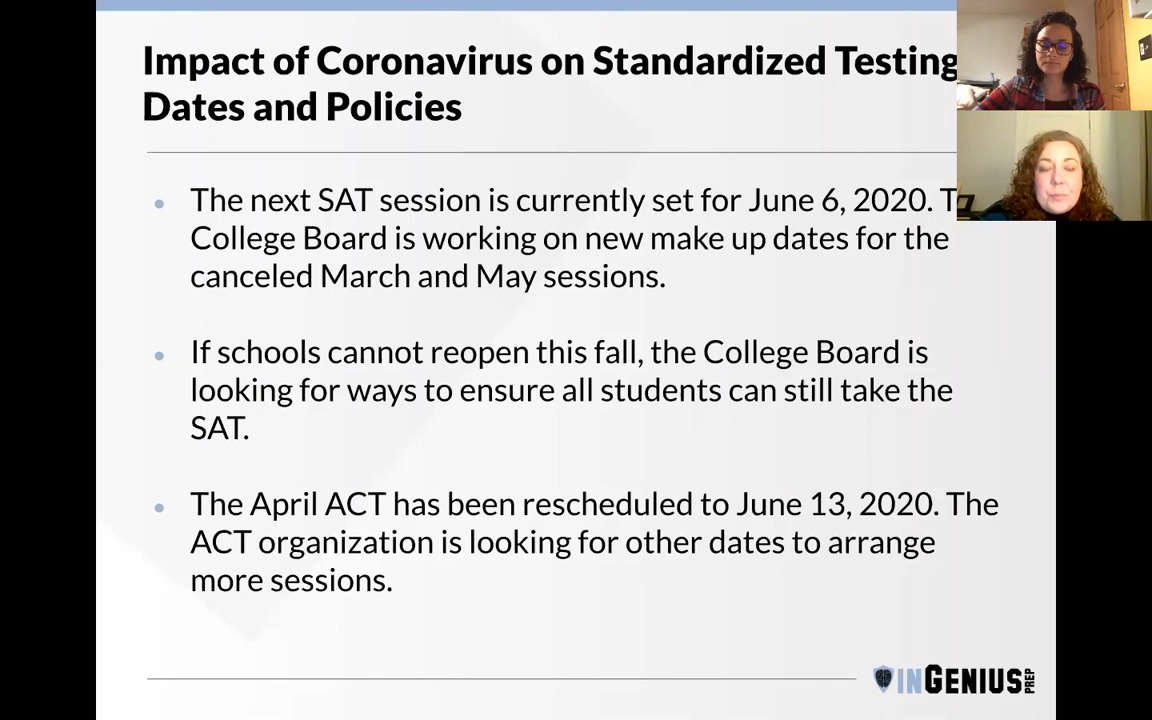 Impact of Coronavirus on Standardized Testing
Dates and Policies
The next SAT session is currently set for June 6, 2020.
College Board is working on new make up dates for the
canceled March and May sessions.
If schools cannot reopen this fall, the College Board is
looking for ways to ensure all students can still take the
SAT.
The April ACT has been rescheduled to June 13, 2020. The
ACT organization is looking for other dates to arrange
more sessions.
INGENIUS PREP